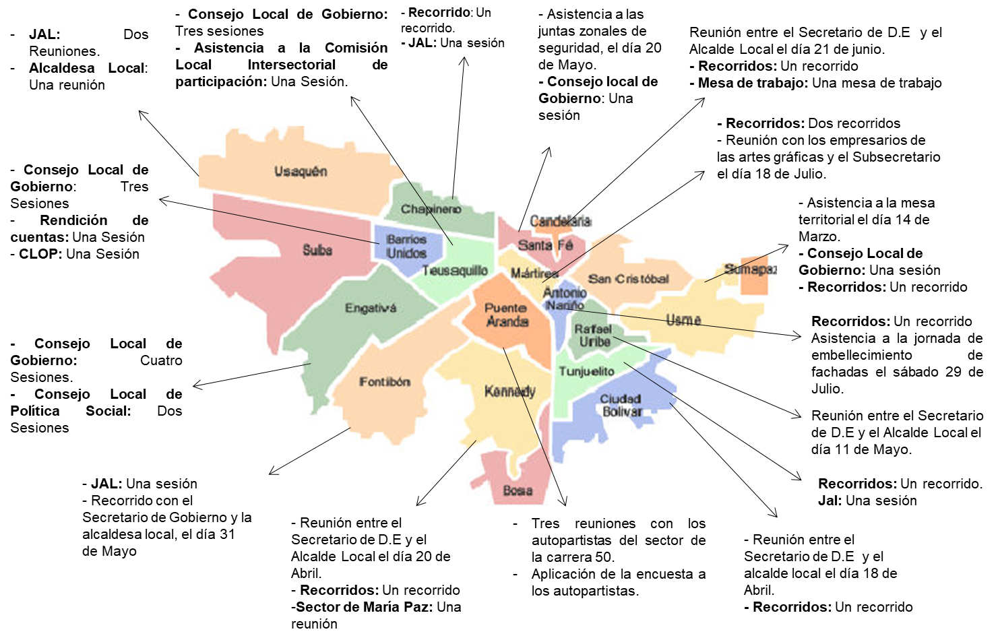 - JAL: Dos
Reuniones.
- Alcaldesa Local:
Una reunión
- Consejo Local de Gobierno:
Tres sesiones
- Asistencia a la Comisión
Local Intersectorial de
participación: Una Sesión.
- Recorrido: Un
recorrido.
- JAL: Una sesión
- Asistencia a las
juntas zonales de
seguridad, el día 20
de Mayo.
- Consejo local de
Gobierno: Una
sesión
Reunión entre el Secretario de D.E y el
Alcalde Local el día 21 de junio.
- Recorridos: Un recorrido
- Mesa de trabajo: Una mesa de trabajo
- Recorridos: Dos recorridos
- Reunión con los empresarios de
las artes gráficas y el Subsecretario
el día 18 de Julio.
- Consejo Local de
Gobierno: Tres
Sesiones
- Rendición de
cuentas: Una Sesión
- CLOP: Una Sesión
- Asistencia a la mesa
territorial el día 14 de
Marzo.
- Consejo Local de
Gobierno: Una sesión
- Recorridos: Un recorrido
Usaquén
Chapinero
Suba
Barrios
Unidos
Teusaquillo
Candelaria
Santa Fé
Mártires
San Cristóbal
Sumapaz
Antonio
Nariño
Engativá
Puente
Aranda
Rafael
Uribe
Usme
Fontibón
Kennedy
Tunjuelito
Ciudad
Bolívar
Bosa
- Consejo Local de
Gobierno: Cuatro
Sesiones.
- Consejo Local de
Política Social: Dos
Sesiones
Recorridos: Un recorrido
Asistencia a la jornada de
embellecimiento de
fachadas el sábado 29 de
Julio.
Reunión entre el Secretario
de D.E y el Alcalde Local el
día 11 de Mayo.
Recorridos: Un recorrido.
Jal: Una sesión
- JAL: Una sesión
- Recorrido con el
Secretario de Gobierno y la
alcaldesa local, el día 31
de Mayo
- Reunión entre el
Secretario de D.E y el
Alcalde Local el día 20 de
Abril.
- Recorridos: Un recorrido
-Sector de María Paz: Una
reunión
- Tres reuniones con los
autopartistas del sector de
la carrera 50.
- Aplicación de la encuesta a
los autopartistas.
- Reunión entre el
Secretario de D.E y el
alcalde local el día 18 de
Abril.
- Recorridos: Un recorrido